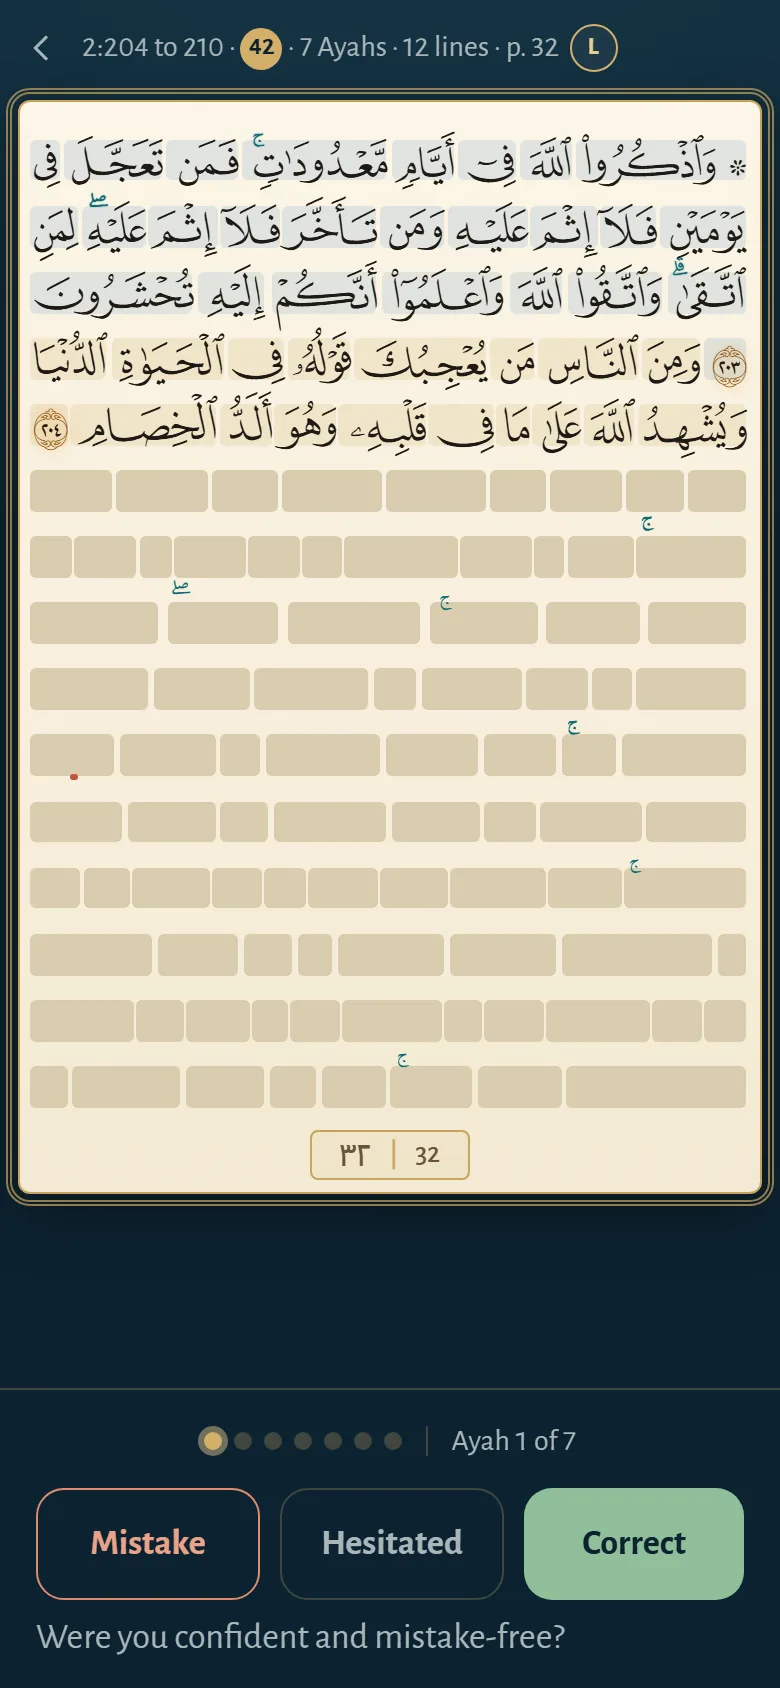 2:204 to 210 · 42 · 7 Ayahs · 12 lines · p. 32 L
۞ وَٱذْكُرُوا۟ ٱللَّهَ فِىٓ أَيَّامٍ مَّعْدُودَٰتٍ ۚ فَمَن تَعَجَّلَ فِى
يَوْمَيْنِ فَلَآ إِثْمَ عَلَيْهِ وَمَن تَأَخَّرَ فَلَآ إِثْمَ عَلَيْهِ ۖ لِمَنِ
ٱتَّقَىٰ ۗ وَٱتَّقُوا۟ ٱللَّهَ وَٱعْلَمُوٓا۟ أَنَّكُمْ إِلَيْهِ تُحْشَرُونَ
٢٠٣ وَمِنَ ٱلنَّاسِ مَن يُعْجِبُكَ قَوْلُهُۥ فِى ٱلْحَيَوٰةِ ٱلدُّنْيَا
وَيُشْهِدُ ٱللَّهَ عَلَىٰ مَا فِى قَلْبِهِۦ وَهُوَ أَلَدُّ ٱلْخِصَامِ ٢٠٤
ۚ
ۖ ۚ
ۚ
ۚ
ۚ
٣٢ | 32
Ayah 1 of 7
Mistake Hesitated Correct
Were you confident and mistake-free?